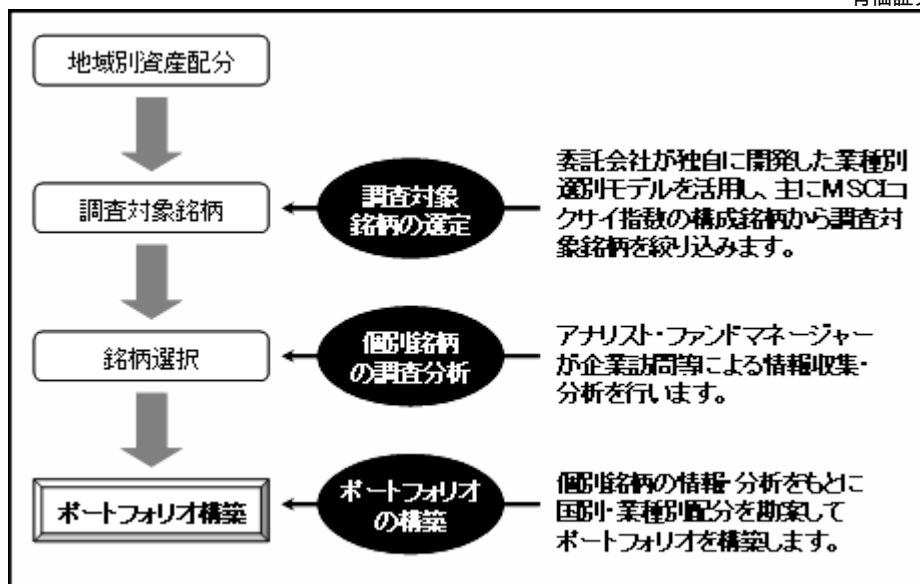 有価証
地域別資産配分
調査対象銘柄
調査対象
銘柄の選定
委託会社が独自に開発した業種別
選別モデルを活用し、主にMSCIコ
クサイ指数の構成銘柄から調査対
象銘柄を絞り込みます。
銘柄選択
個別銘柄
の調査分析
アナリスト・ファンドマネージャー
が企業訪問等による情報収集・
分析を行います。
ポートフォリオ構築
ポートフォリオ
の構築
個別銘柄の情報・分析をもとに
国別・業種別配分を勘案して
ポートフォリオを構築します。